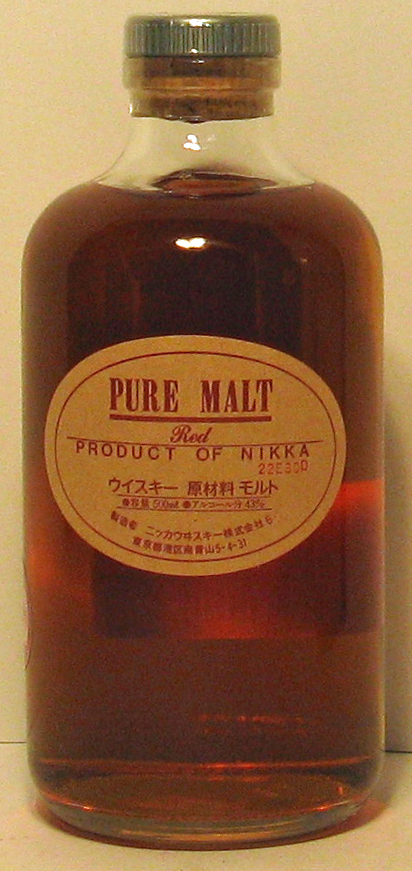 PURE MALT
Red
PRODUCT OF NIKKA
22E30D
ウイスキー 原材料 モルト
●容量 500ml ●アルコール分 43%
製造者 ニッカウヰスキー株式会社 6
東京都港区南青山5-4-31